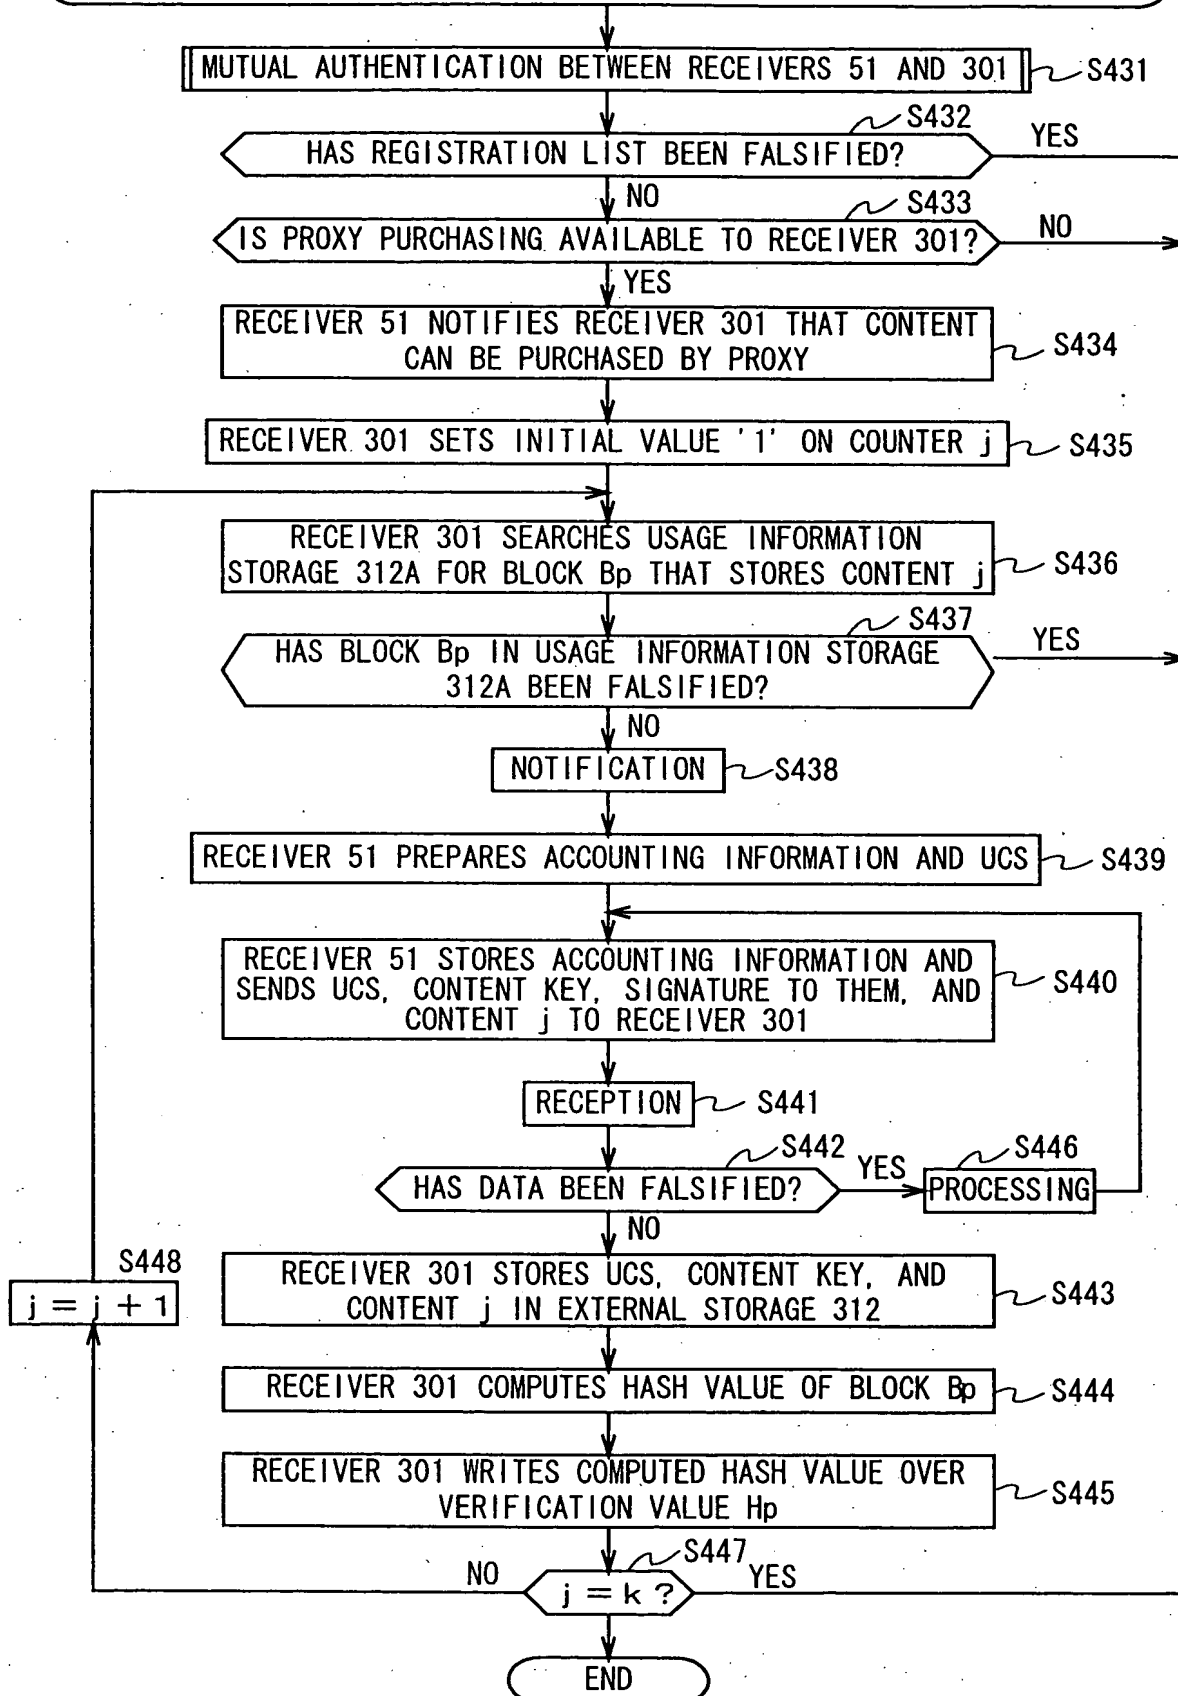 MUTUAL AUTHENTICATION BETWEEN RECEIVERS 51 AND 301
S431
S432
HAS REGISTRATION LIST BEEN FALSIFIED?
YES
NO
S433
IS PROXY PURCHASING AVAILABLE TO RECEIVER 301?
NO
YES
RECEIVER 51 NOTIFIES RECEIVER 301 THAT CONTENT
CAN BE PURCHASED BY PROXY
S434
RECEIVER 301 SETS INITIAL VALUE '1' ON COUNTER j
S435
RECEIVER 301 SEARCHES USAGE INFORMATION
STORAGE 312A FOR BLOCK Bp THAT STORES CONTENT j
S436
S437
HAS BLOCK Bp IN USAGE INFORMATION STORAGE
312A BEEN FALSIFIED?
YES
NO
NOTIFICATION
S438
RECEIVER 51 PREPARES ACCOUNTING INFORMATION AND UCS
S439
RECEIVER 51 STORES ACCOUNTING INFORMATION AND
SENDS UCS, CONTENT KEY, SIGNATURE TO THEM, AND
CONTENT j TO RECEIVER 301
S440
RECEPTION
S441
S442
HAS DATA BEEN FALSIFIED?
YES
S446
PROCESSING
NO
RECEIVER 301 STORES UCS, CONTENT KEY, AND
CONTENT j IN EXTERNAL STORAGE 312
S443
S448
j = j + 1
RECEIVER 301 COMPUTES HASH VALUE OF BLOCK Bp
S444
RECEIVER 301 WRITES COMPUTED HASH VALUE OVER
VERIFICATION VALUE Hp
S445
S447
NO
j = k ?
YES
END